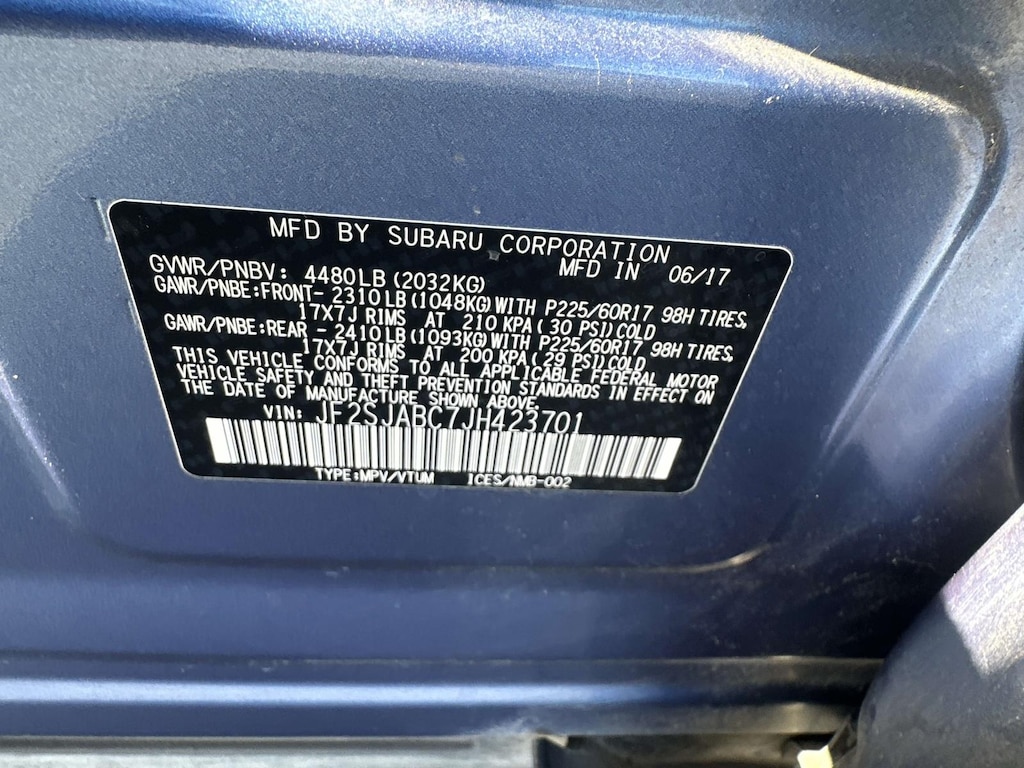 MFD BY SUBARU CORPORATION
MFD IN 06/17
GVWR/PNBV: 4480LB (2032KG)
GAWR/PNBE:FRONT- 2310LB (1048KG) WITH P225/60R17 98H TIRES,
17X7J RIMS AT 210 KPA ( 30 PSI) COLD
GAWR/PNBE:REAR - 2410LB (1093KG) WITH P225/60R17 98H TIRES,
17X7J RIMS AT 200 KPA ( 29 PSI) COLD
THIS VEHICLE CONFORMS TO ALL APPLICABLE FEDERAL MOTOR
VEHICLE SAFETY AND THEFT PREVENTION STANDARDS IN EFFECT ON
THE DATE OF MANUFACTURE SHOWN ABOVE.
VIN: JF2SJABC7JH423701
TYPE:MPV/VTUM ICES/NMB-002